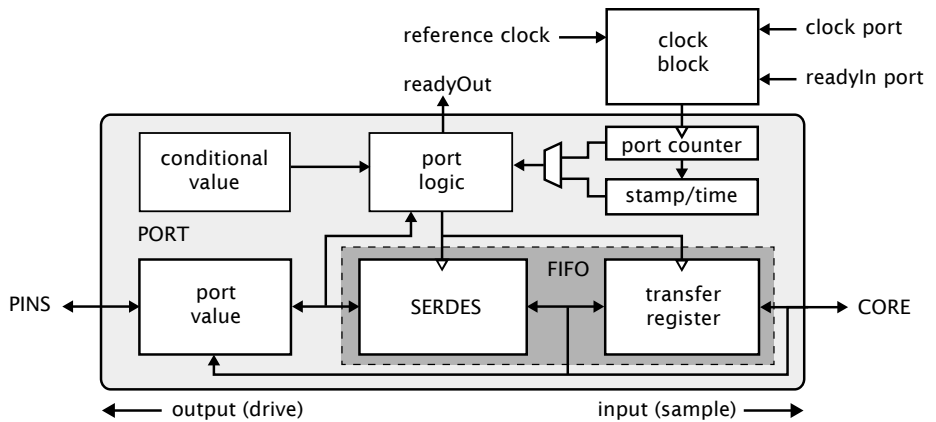 reference clock
clock
block
clock port
readyIn port
readyOut
conditional
value
port
logic
port counter
stamp/time
PORT
FIFO
PINS
port
value
SERDES
transfer
register
CORE
output (drive)
input (sample)